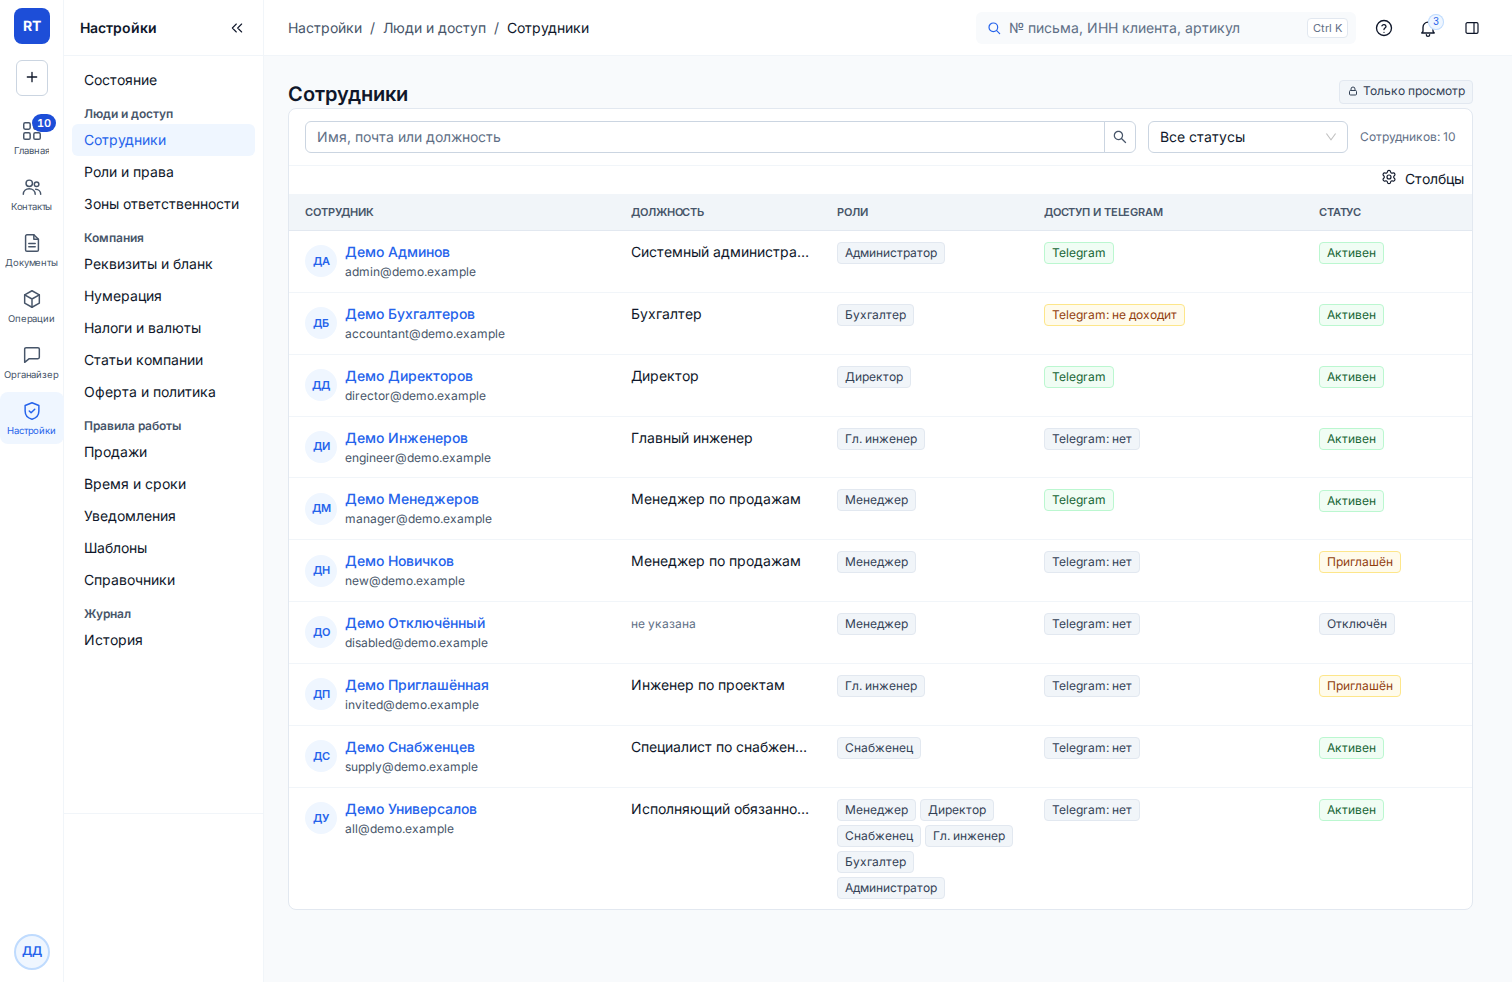 RT
Настройки
Настройки / Люди и доступ / Сотрудники
№ письма, ИНН клиента, артикул
Ctrl K
3
10
Главная
Контакты
Документы
Операции
Органайзер
Настройки
ДД
Состояние
Люди и доступ
Сотрудники
Роли и права
Зоны ответственности
Компания
Реквизиты и бланк
Нумерация
Налоги и валюты
Статьи компании
Оферта и политика
Правила работы
Продажи
Время и сроки
Уведомления
Шаблоны
Справочники
Журнал
История
Сотрудники
Только просмотр
Имя, почта или должность
Все статусы
Сотрудников: 10
Столбцы
СОТРУДНИК ДОЛЖНОСТЬ РОЛИ ДОСТУП И TELEGRAM СТАТУС
ДА Демо Админов Системный администра... Администратор Telegram Активен
admin@demo.example
ДБ Демо Бухгалтеров Бухгалтер Бухгалтер Telegram: не доходит Активен
accountant@demo.example
ДД Демо Директоров Директор Директор Telegram Активен
director@demo.example
ДИ Демо Инженеров Главный инженер Гл. инженер Telegram: нет Активен
engineer@demo.example
ДМ Демо Менеджеров Менеджер по продажам Менеджер Telegram Активен
manager@demo.example
ДН Демо Новичков Менеджер по продажам Менеджер Telegram: нет Приглашён
new@demo.example
ДО Демо Отключённый не указана Менеджер Telegram: нет Отключён
disabled@demo.example
ДП Демо Приглашённая Инженер по проектам Гл. инженер Telegram: нет Приглашён
invited@demo.example
ДС Демо Снабженцев Специалист по снабжен... Снабженец Telegram: нет Активен
supply@demo.example
ДУ Демо Универсалов Исполняющий обязанно... Менеджер Директор Telegram: нет Активен
all@demo.example
Снабженец Гл. инженер
Бухгалтер
Администратор